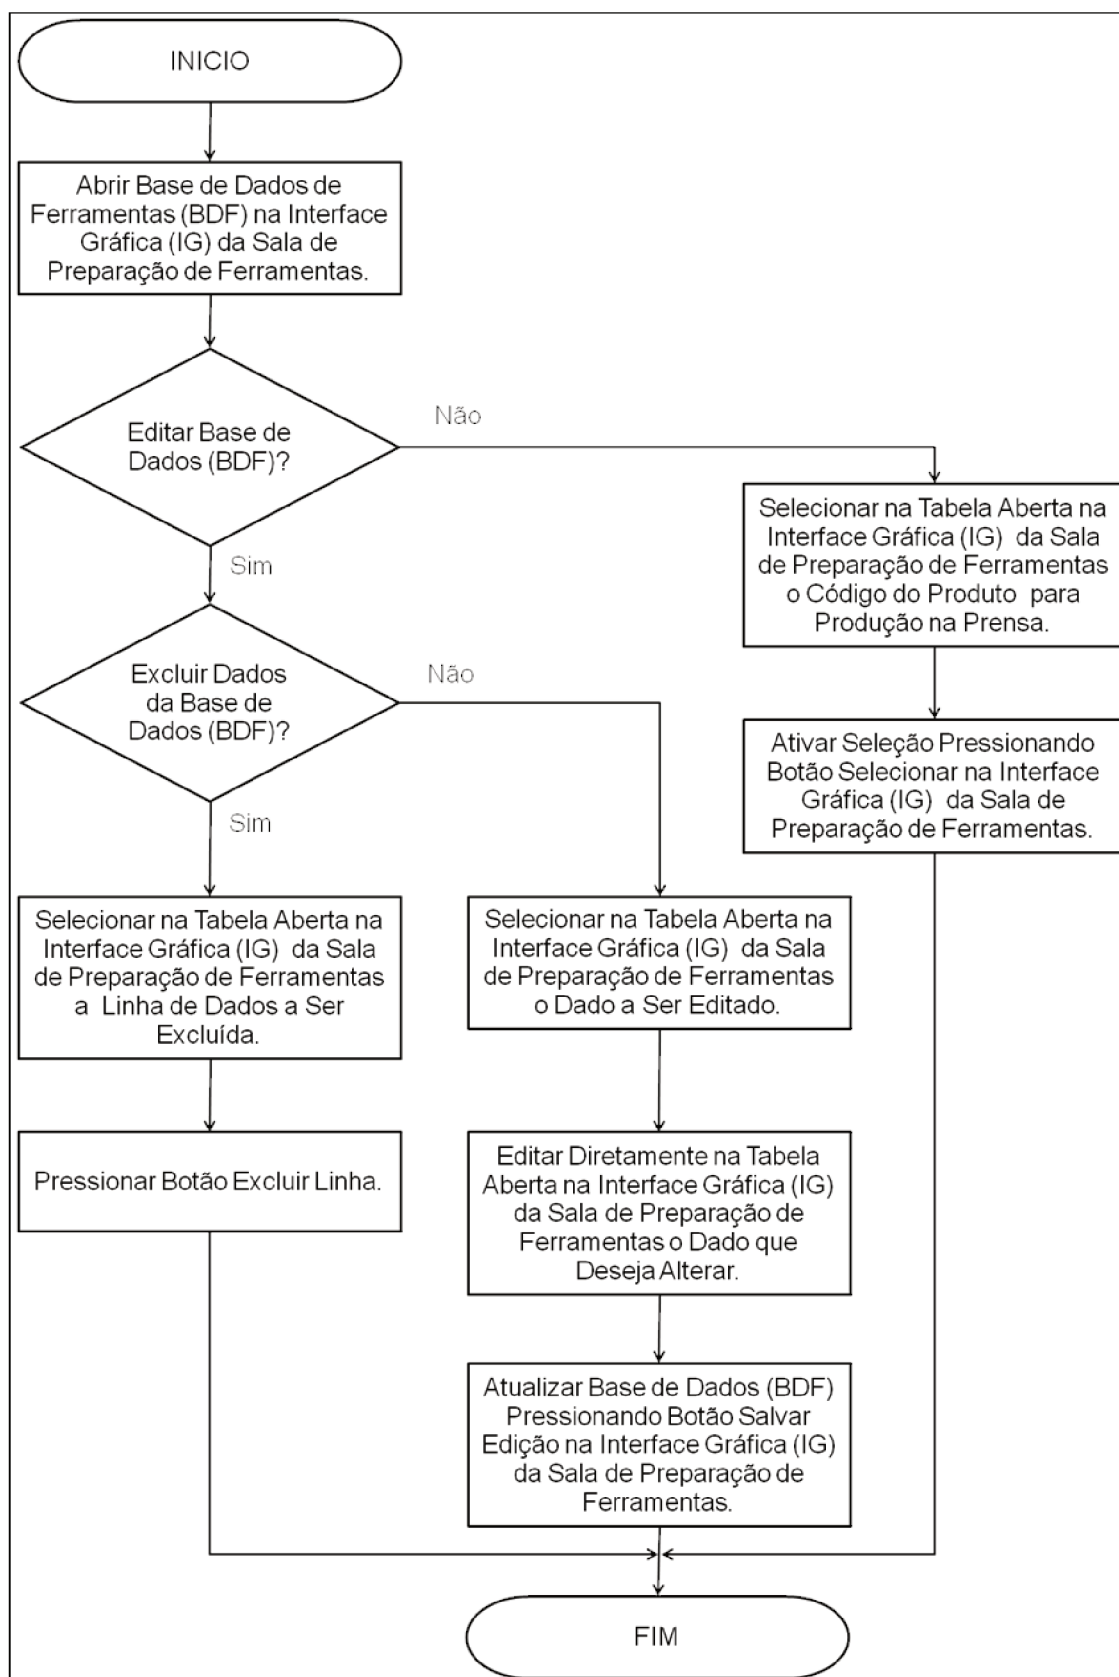 INICIO
Abrir Base de Dados de
Ferramentas (BDF) na Interface
Gráfica (IG) da Sala de
Preparação de Ferramentas.
Editar Base de
Dados (BDF)?
Não
Sim
Selecionar na Tabela Aberta na
Interface Gráfica (IG) da Sala
de Preparação de Ferramentas
o Código do Produto para
Produção na Prensa.
Excluir Dados
da Base de
Dados (BDF)?
Não
Sim
Ativar Seleção Pressionando
Botão Selecionar na Interface
Gráfica (IG) da Sala de
Preparação de Ferramentas.
Selecionar na Tabela Aberta na
Interface Gráfica (IG) da Sala
de Preparação de Ferramentas
a Linha de Dados a Ser
Excluída.
Selecionar na Tabela Aberta na
Interface Gráfica (IG) da Sala
de Preparação de Ferramentas
o Dado a Ser Editado.
Pressionar Botão Excluir Linha.
Editar Diretamente na Tabela
Aberta na Interface Gráfica (IG)
da Sala de Preparação de
Ferramentas o Dado que
Deseja Alterar.
Atualizar Base de Dados (BDF)
Pressionando Botão Salvar
Edição na Interface Gráfica (IG)
da Sala de Preparação de
Ferramentas.
FIM